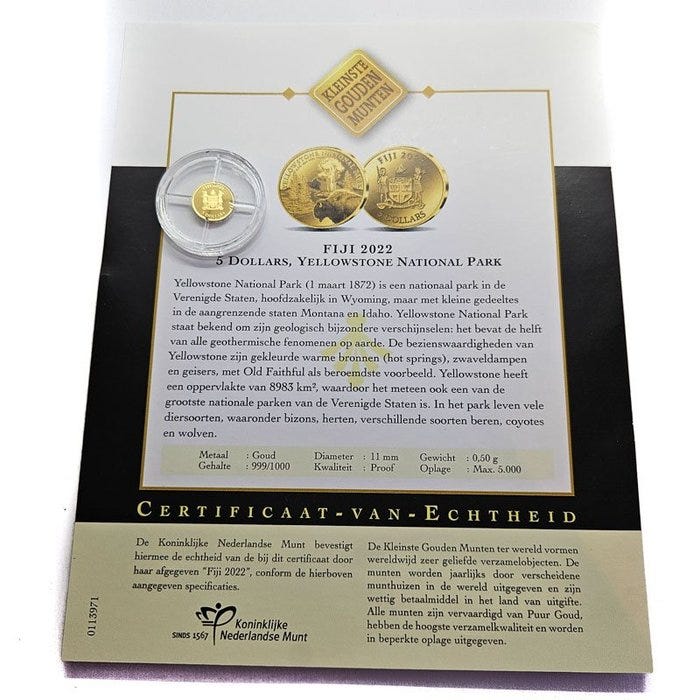 KLEINSTE
GOUDEN
MUNTEN
YELLOWSTONE NATIONAL PARK
FIJI 20
5 DOLLARS
FIJI 2022
5 DOLLARS, YELLOWSTONE NATIONAL PARK
Yellowstone National Park (1 maart 1872) is een nationaal park in de
Verenigde Staten, hoofdzakelijk in Wyoming, maar met kleine gedeeltes
in de aangrenzende staten Montana en Idaho. Yellowstone National Park
staat bekend om zijn geologisch bijzondere verschijnselen: het bevat de helft
van alle geothermische fenomenen op aarde. De bezienswaardigheden van
Yellowstone zijn gekleurde warme bronnen (hot springs), zwaveldampen
en geisers, met Old Faithful als beroemdste voorbeeld. Yellowstone heeft
een oppervlakte van 8983 km², waardoor het meteen ook een van de
grootste nationale parken van de Verenigde Staten is. In het park leven vele
diersoorten, waaronder bizons, herten, verschillende soorten beren, coyotes
en wolven.
Metaal : Goud Diameter : 11 mm Gewicht : 0,50 g
Gehalte : 999/1000 Kwaliteit : Proof Oplage : Max. 5.000
CERTIFICAAT-VAN-ECHTHEID
De Koninklijke Nederlandse Munt bevestigt
hiermee de echtheid van de bij dit certificaat door
haar afgegeven "Fiji 2022", conform de hierboven
aangegeven specificaties.
SINDS 1567
Koninklijke
Nederlandse Munt
0113971
De Kleinste Gouden Munten ter wereld vormen
wereldwijd zeer geliefde verzamelobjecten. De
munten worden jaarlijks door verscheidene
munthuizen in de wereld uitgegeven en zijn
wettig betaalmiddel in het land van uitgifte.
Alle munten zijn vervaardigd van Puur Goud,
hebben de hoogste verzamelkwaliteit en worden
in beperkte oplage uitgegeven.